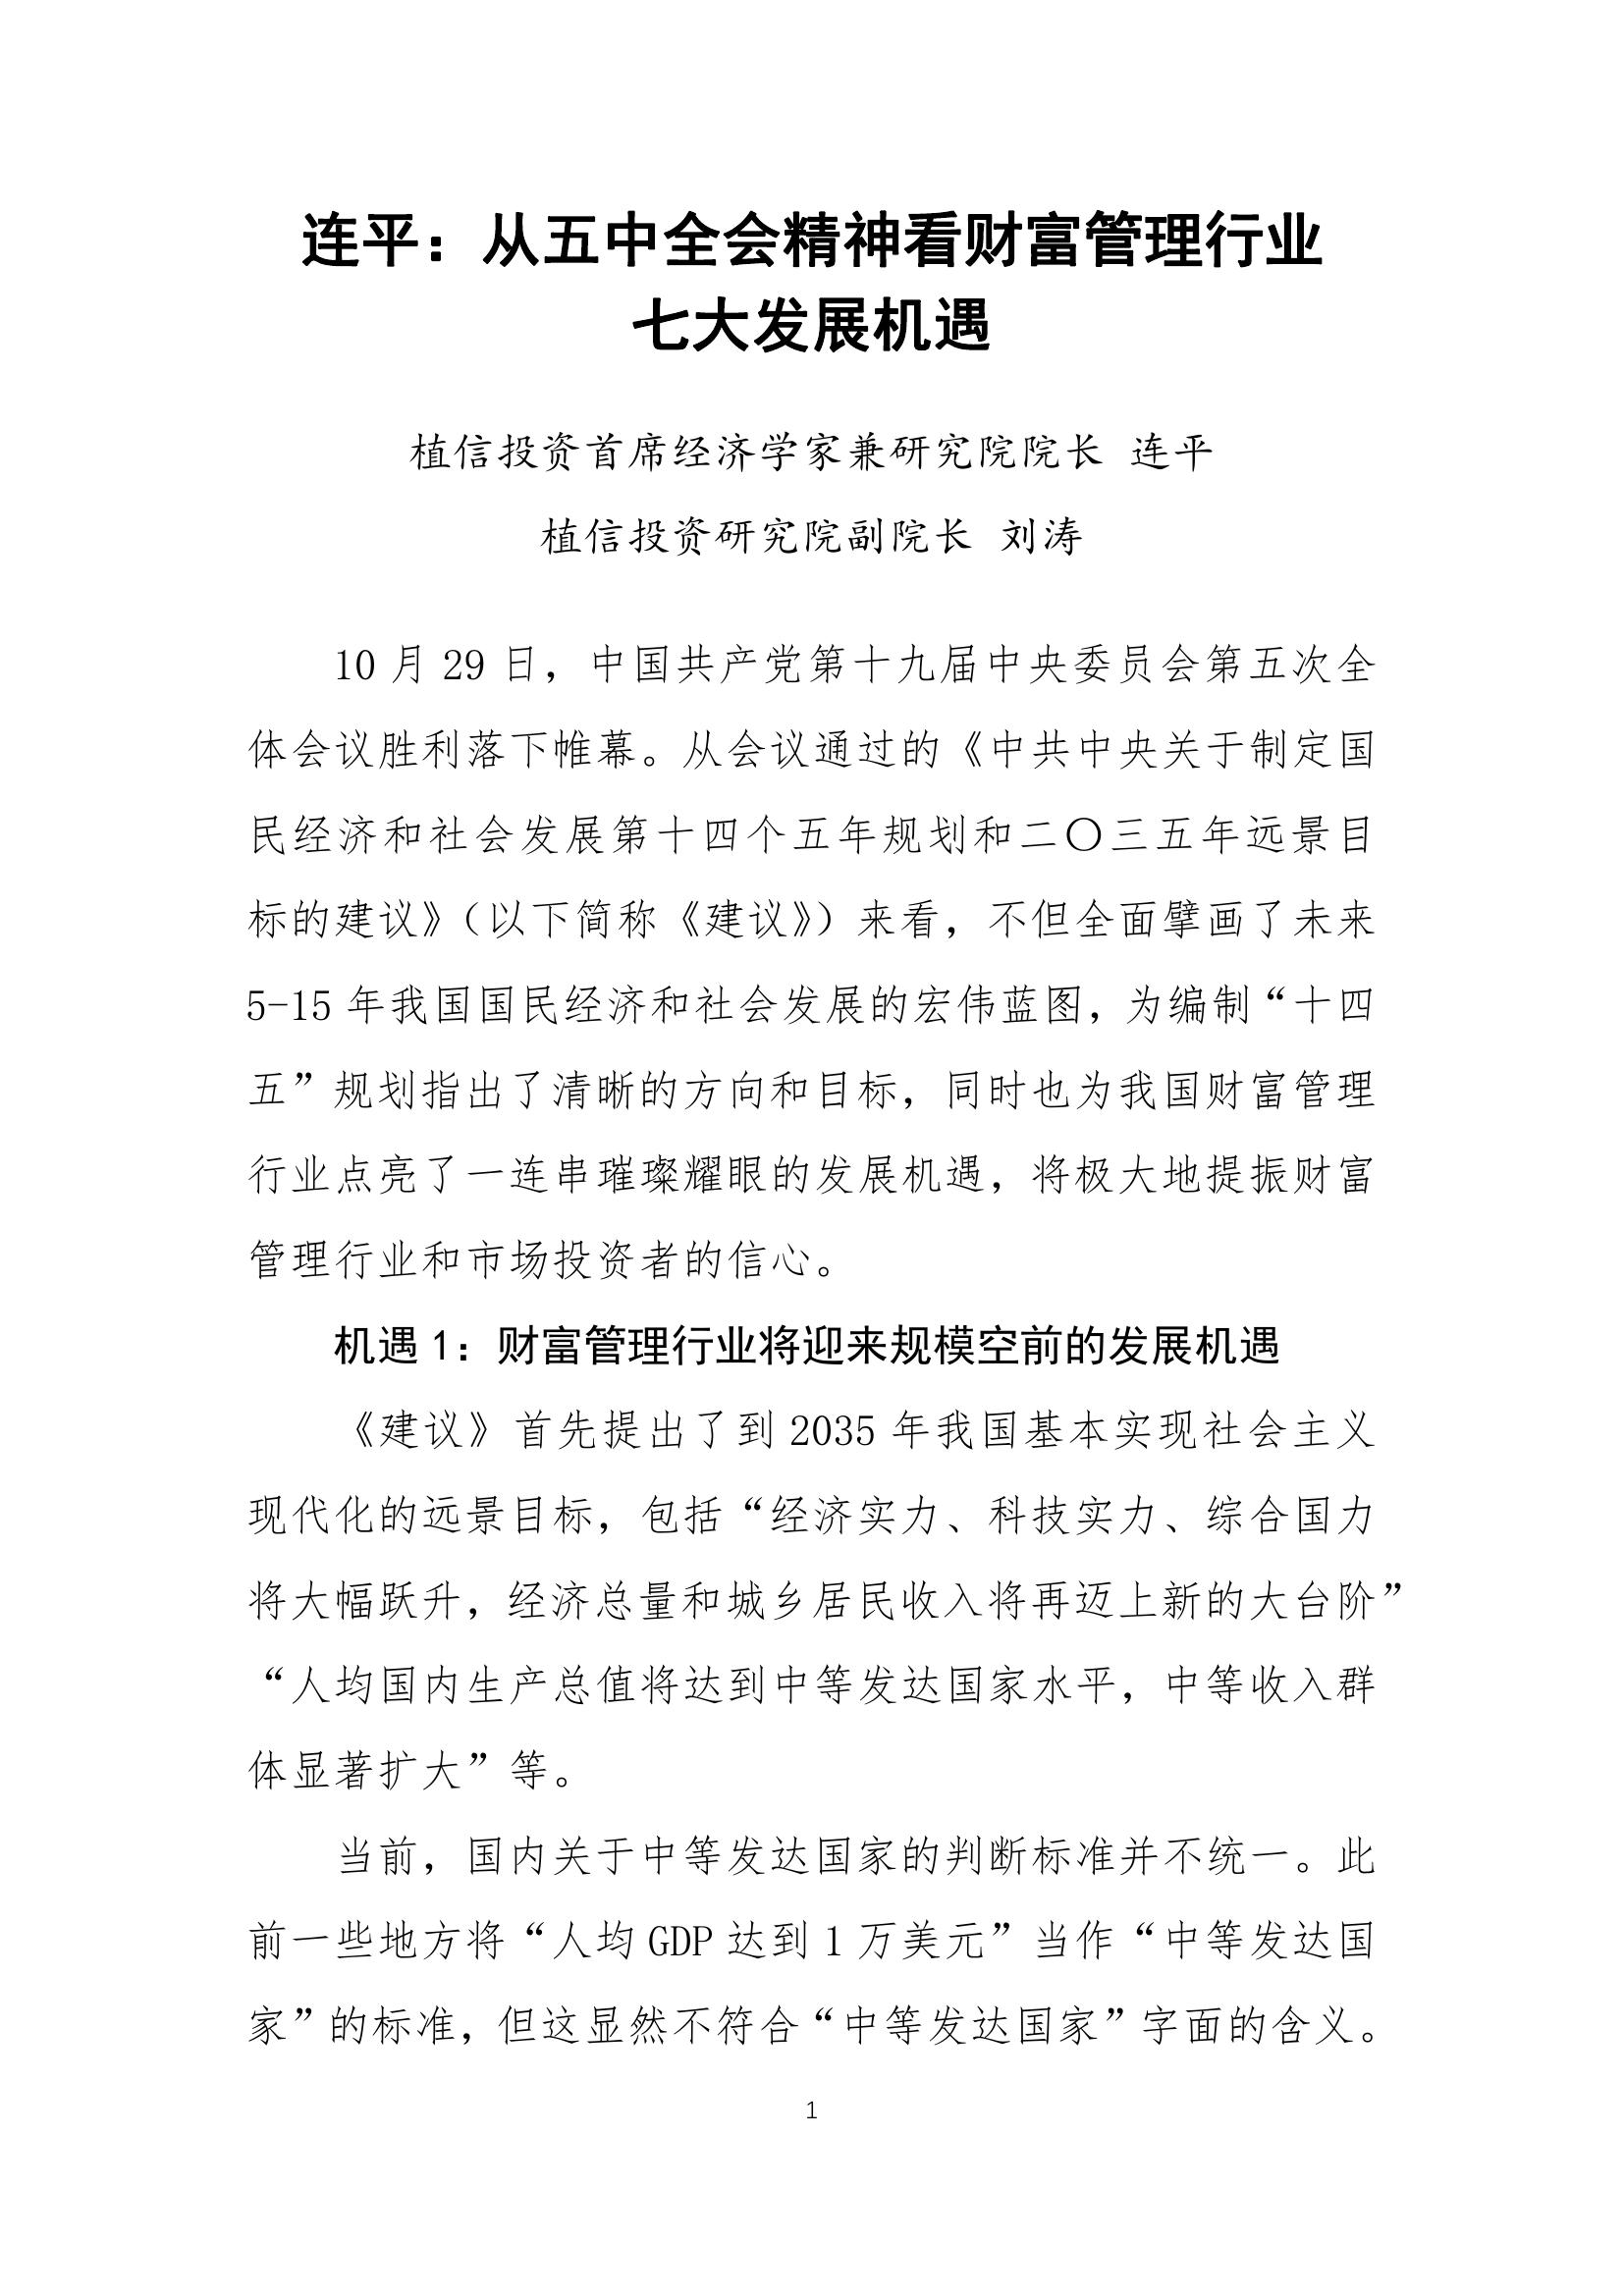 连平：从五中全会精神看财富管理行业
七大发展机遇
植信投资首席经济学家兼研究院院长 连平
植信投资研究院副院长 刘涛
10 月 29 日，中国共产党第十九届中央委员会第五次全
体会议胜利落下帷幕。从会议通过的《中共中央关于制定国
民经济和社会发展第十四个五年规划和二〇三五年远景目
标的建议》（以下简称《建议》）来看，不但全面擘画了未来
5-15 年我国国民经济和社会发展的宏伟蓝图，为编制“十四
五”规划指出了清晰的方向和目标，同时也为我国财富管理
行业点亮了一连串璀璨耀眼的发展机遇，将极大地提振财富
管理行业和市场投资者的信心。
机遇 1：财富管理行业将迎来规模空前的发展机遇
《建议》首先提出了到 2035 年我国基本实现社会主义
现代化的远景目标，包括“经济实力、科技实力、综合国力
将大幅跃升，经济总量和城乡居民收入将再迈上新的大台阶”
“人均国内生产总值将达到中等发达国家水平，中等收入群
体显著扩大”等。
当前，国内关于中等发达国家的判断标准并不统一。此
前一些地方将“人均 GDP 达到 1 万美元”当作“中等发达国
家”的标准，但这显然不符合“中等发达国家”字面的含义。
1